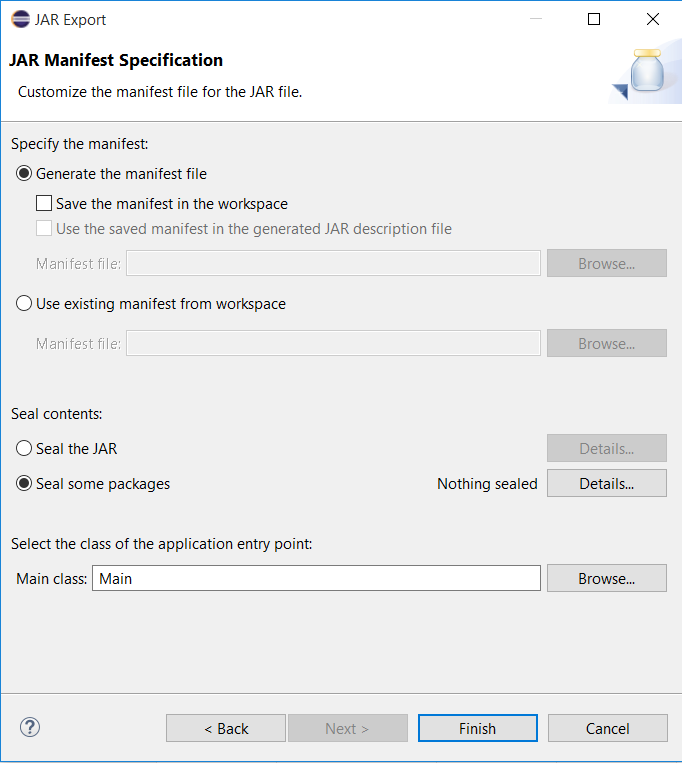 JAR Export
JAR Manifest Specification
Customize the manifest file for the JAR file.
Specify the manifest:
Generate the manifest file
Save the manifest in the workspace
Use the saved manifest in the generated JAR description file
Manifest file: Browse...
Use existing manifest from workspace
Manifest file: Browse...
Seal contents:
Seal the JAR Details...
Seal some packages Nothing sealed Details...
Select the class of the application entry point:
Main class: Main Browse...
? < Back Next > Finish Cancel